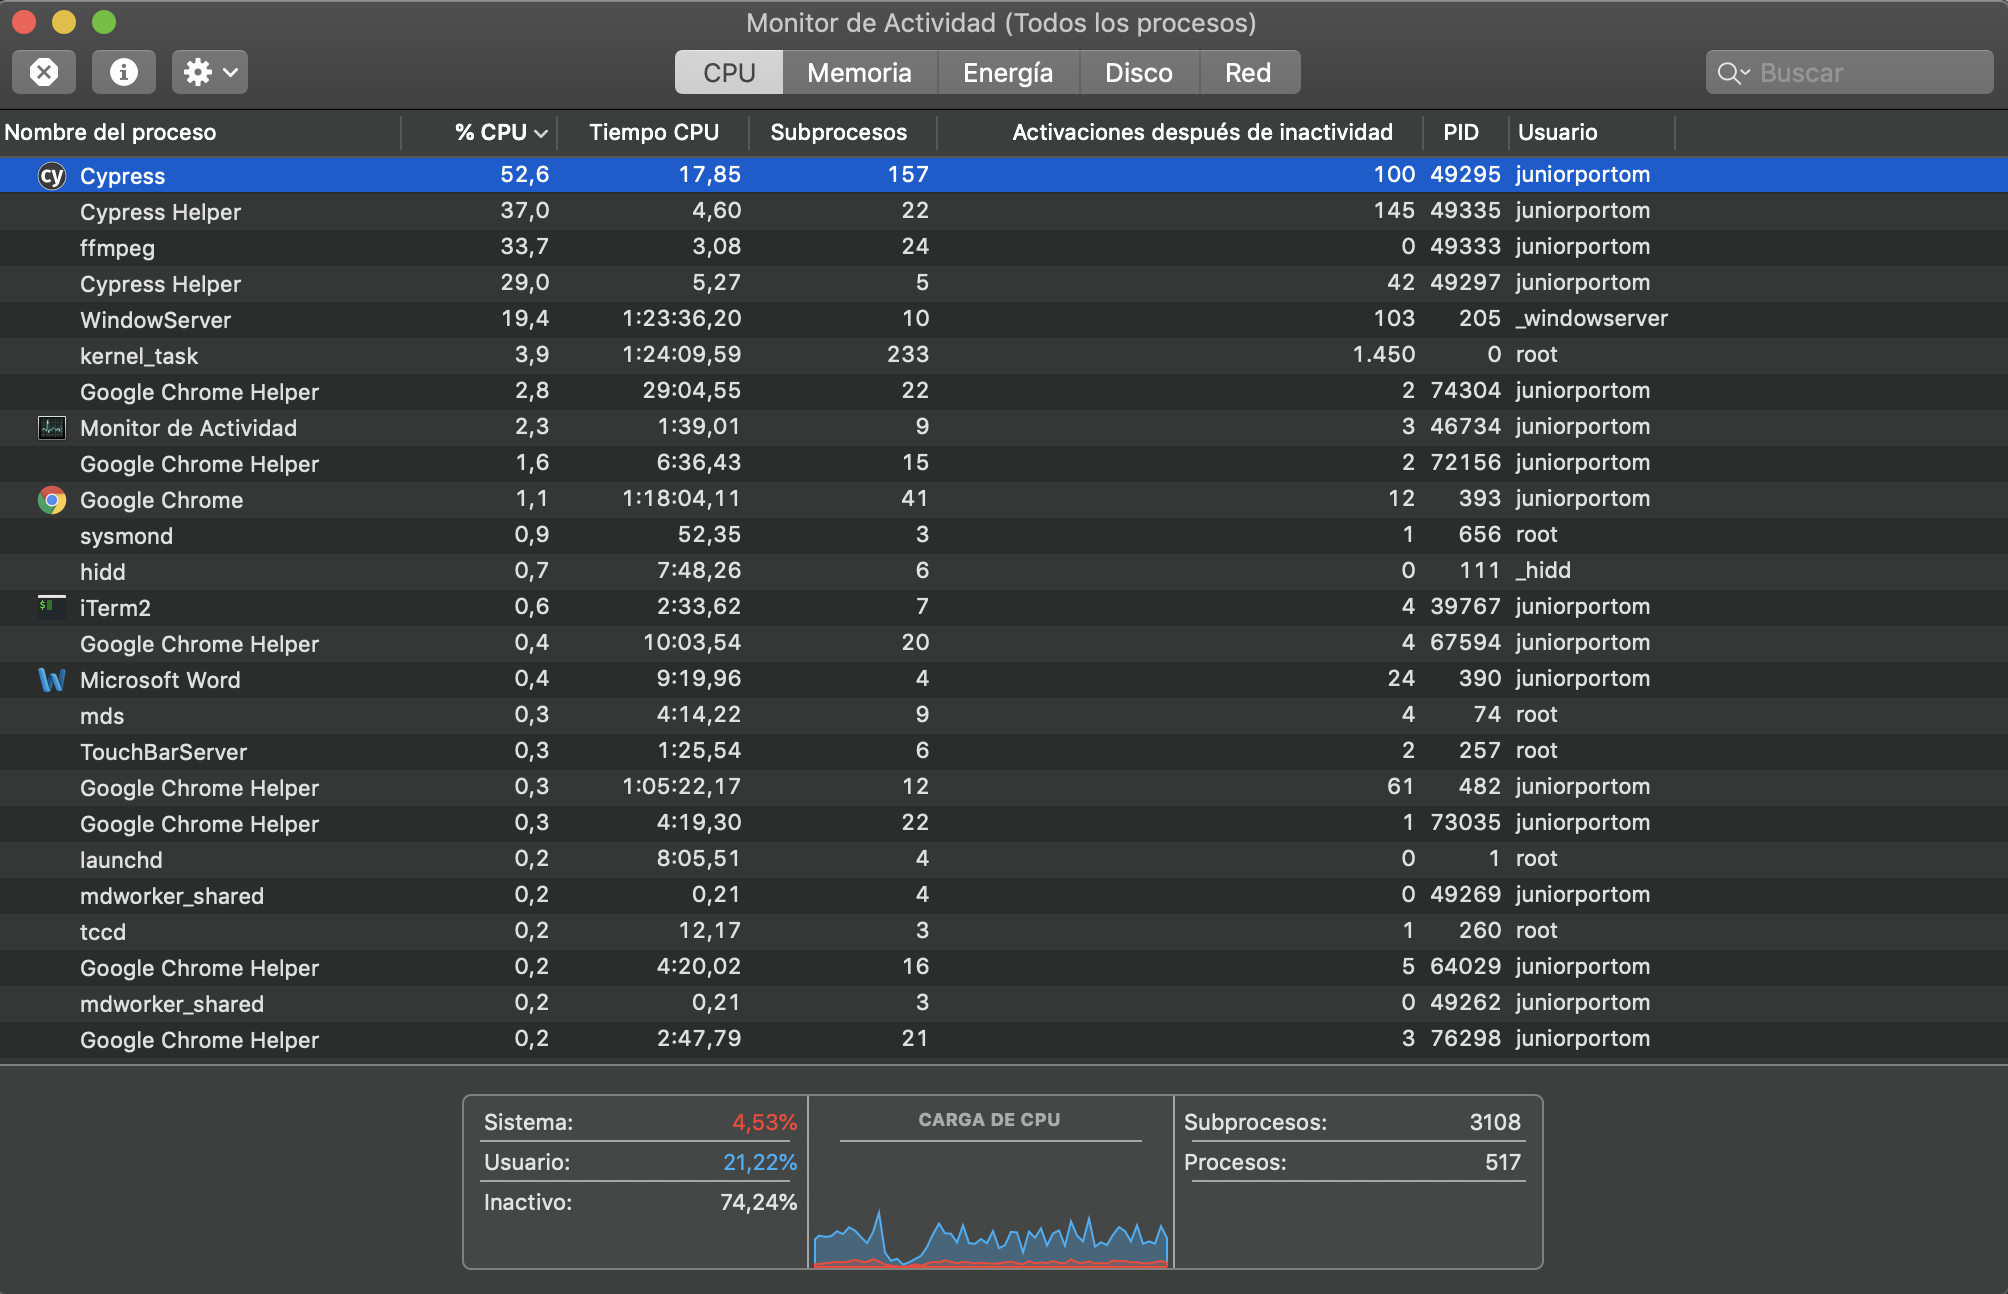 Monitor de Actividad (Todos los procesos)
CPU Memoria Energía Disco Red Buscar
Nombre del proceso % CPU Tiempo CPU Subprocesos Activaciones después de inactividad PID Usuario
cy Cypress 52,6 17,85 157 100 49295 juniorportom
Cypress Helper 37,0 4,60 22 145 49335 juniorportom
ffmpeg 33,7 3,08 24 0 49333 juniorportom
Cypress Helper 29,0 5,27 5 42 49297 juniorportom
WindowServer 19,4 1:23:36,20 10 103 205 _windowserver
kernel_task 3,9 1:24:09,59 233 1.450 0 root
Google Chrome Helper 2,8 29:04,55 22 2 74304 juniorportom
Monitor de Actividad 2,3 1:39,01 9 3 46734 juniorportom
Google Chrome Helper 1,6 6:36,43 15 2 72156 juniorportom
Google Chrome 1,1 1:18:04,11 41 12 393 juniorportom
sysmond 0,9 52,35 3 1 656 root
hidd 0,7 7:48,26 6 0 111 _hidd
$ iTerm2 0,6 2:33,62 7 4 39767 juniorportom
Google Chrome Helper 0,4 10:03,54 20 4 67594 juniorportom
W Microsoft Word 0,4 9:19,96 4 24 390 juniorportom
mds 0,3 4:14,22 9 4 74 root
TouchBarServer 0,3 1:25,54 6 2 257 root
Google Chrome Helper 0,3 1:05:22,17 12 61 482 juniorportom
Google Chrome Helper 0,3 4:19,30 22 1 73035 juniorportom
launchd 0,2 8:05,51 4 0 1 root
mdworker_shared 0,2 0,21 4 0 49269 juniorportom
tccd 0,2 12,17 3 1 260 root
Google Chrome Helper 0,2 4:20,02 16 5 64029 juniorportom
mdworker_shared 0,2 0,21 3 0 49262 juniorportom
Google Chrome Helper 0,2 2:47,79 21 3 76298 juniorportom
Sistema: 4,53% CARGA DE CPU Subprocesos: 3108
Usuario: 21,22% Procesos: 517
Inactivo: 74,24%